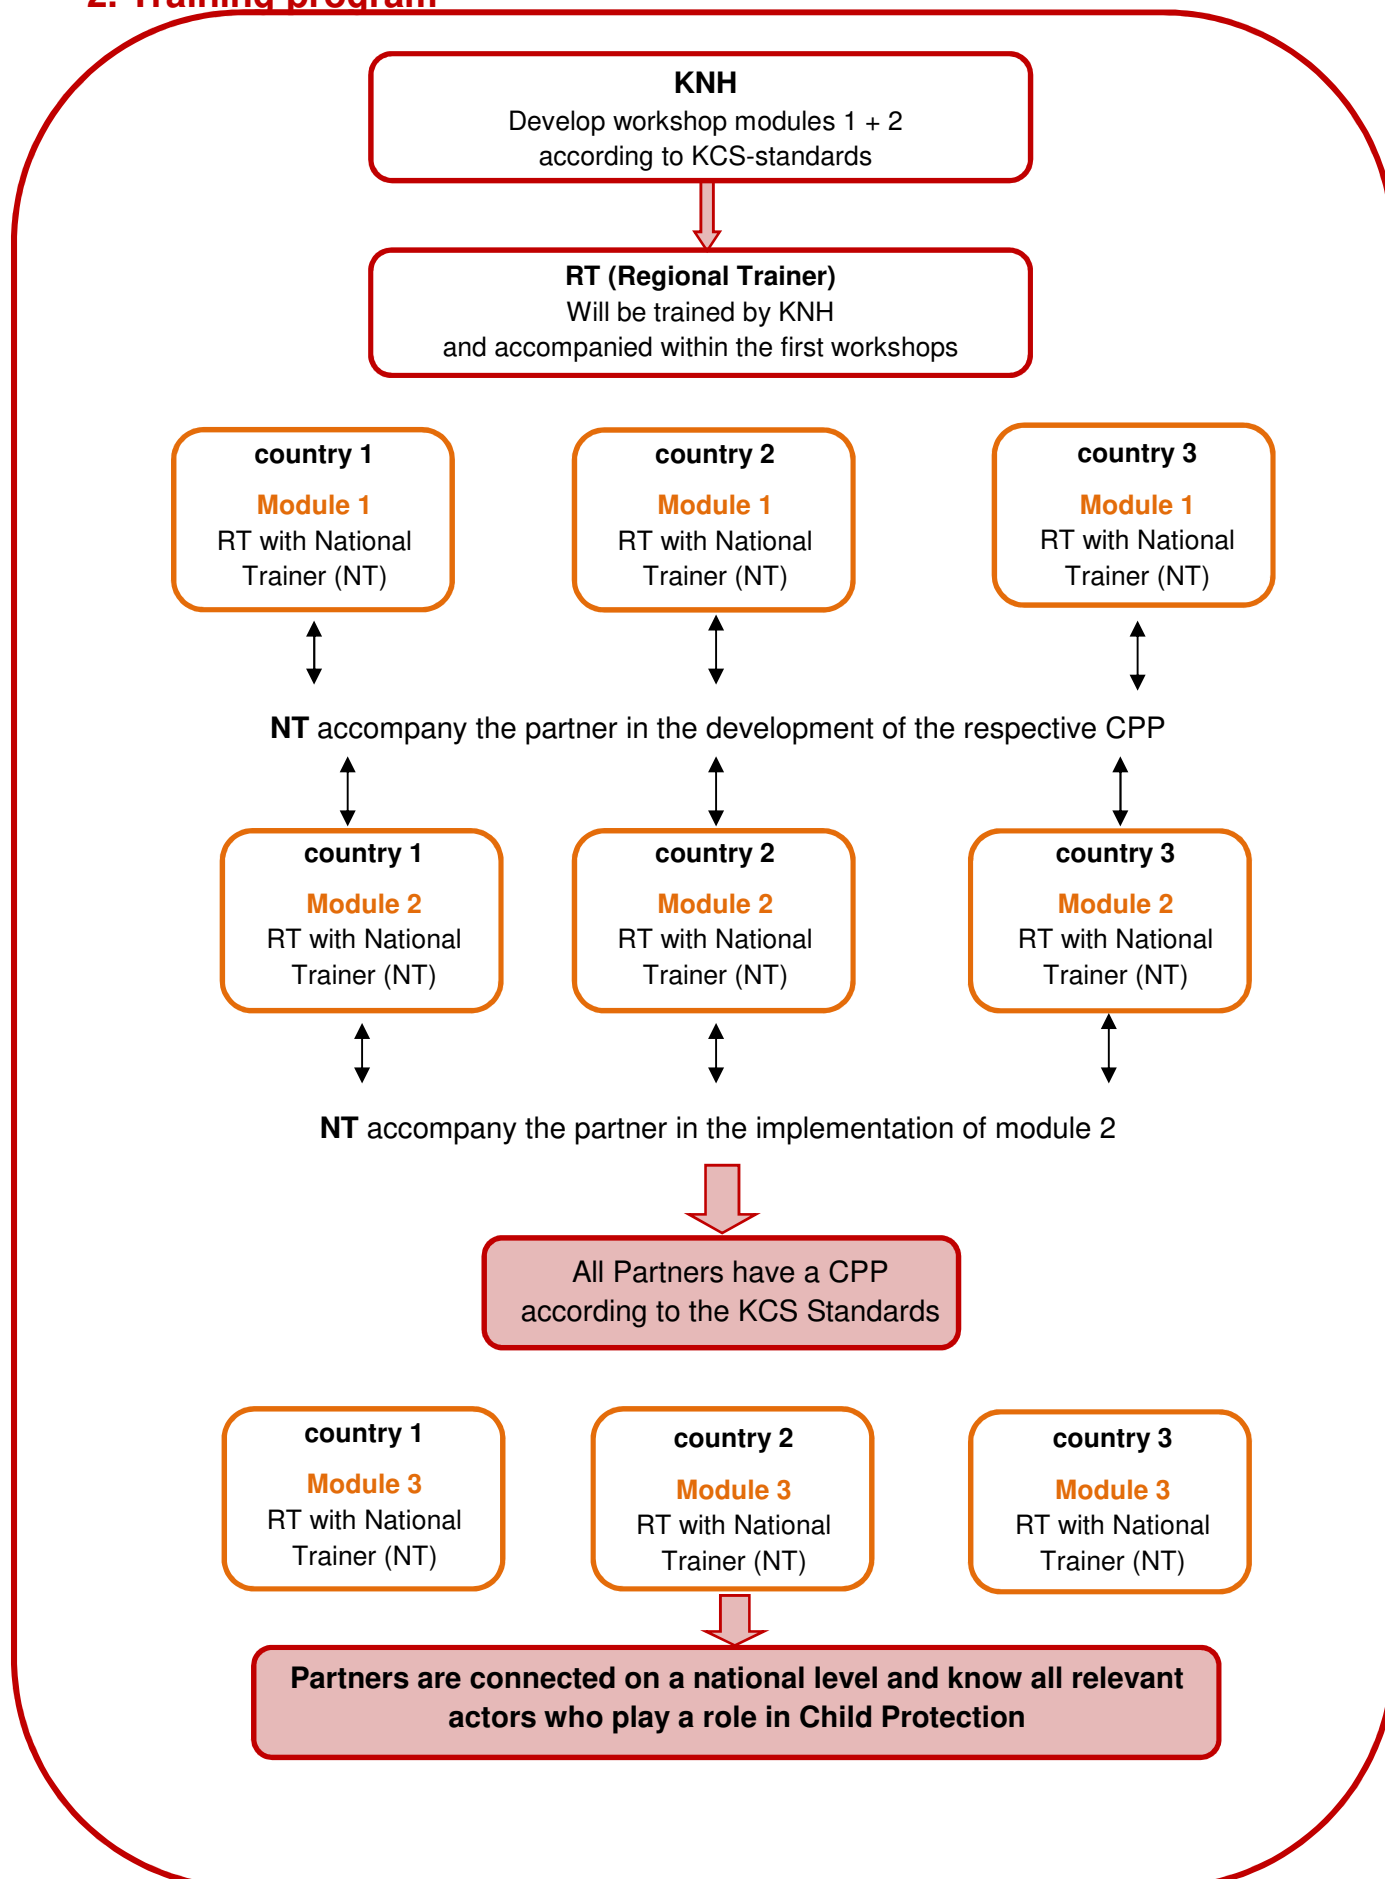 2. Training program
KNH
Develop workshop modules 1 + 2
according to KCS-standards
RT (Regional Trainer)
Will be trained by KNH
and accompanied within the first workshops
country 1
Module 1
RT with National
Trainer (NT)
country 2
Module 1
RT with National
Trainer (NT)
country 3
Module 1
RT with National
Trainer (NT)
NT accompany the partner in the development of the respective CPP
country 1
Module 2
RT with National
Trainer (NT)
country 2
Module 2
RT with National
Trainer (NT)
country 3
Module 2
RT with National
Trainer (NT)
NT accompany the partner in the implementation of module 2
All Partners have a CPP
according to the KCS Standards
country 1
Module 3
RT with National
Trainer (NT)
country 2
Module 3
RT with National
Trainer (NT)
country 3
Module 3
RT with National
Trainer (NT)
Partners are connected on a national level and know all relevant
actors who play a role in Child Protection